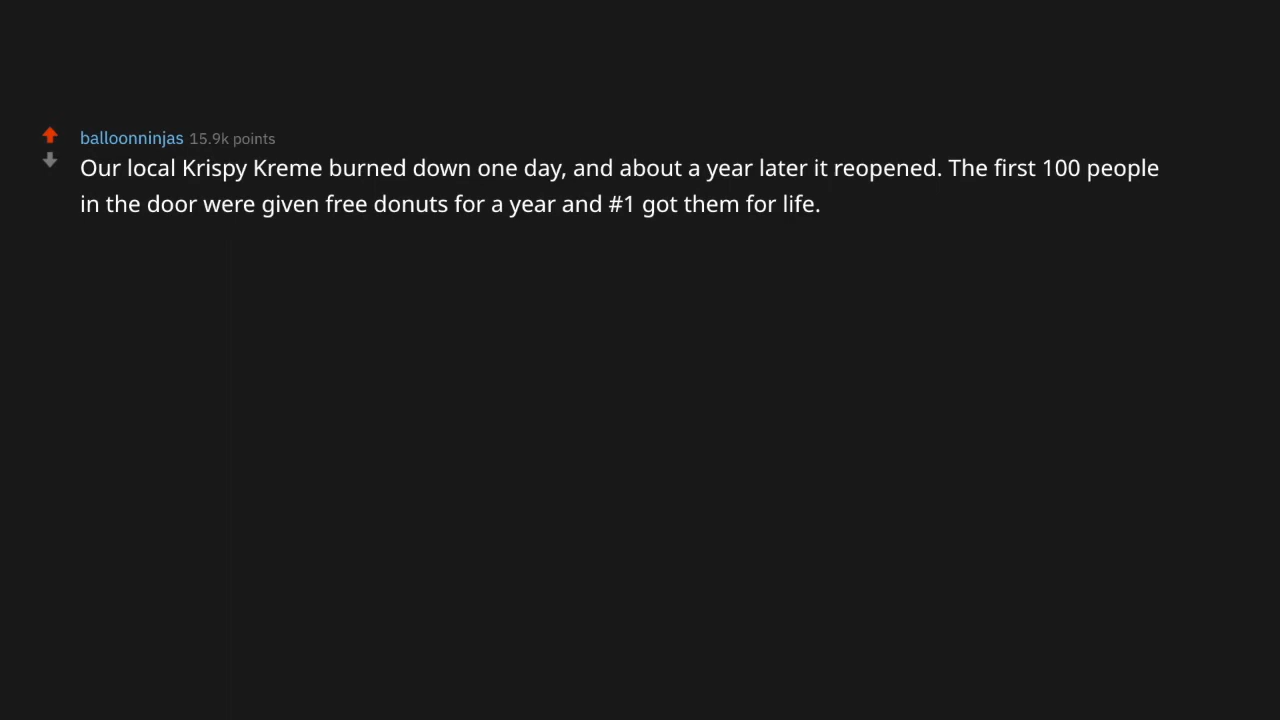 balloonninjas 15.9k points
Our local Krispy Kreme burned down one day, and about a year later it reopened. The first 100 people
in the door were given free donuts for a year and #1 got them for life.